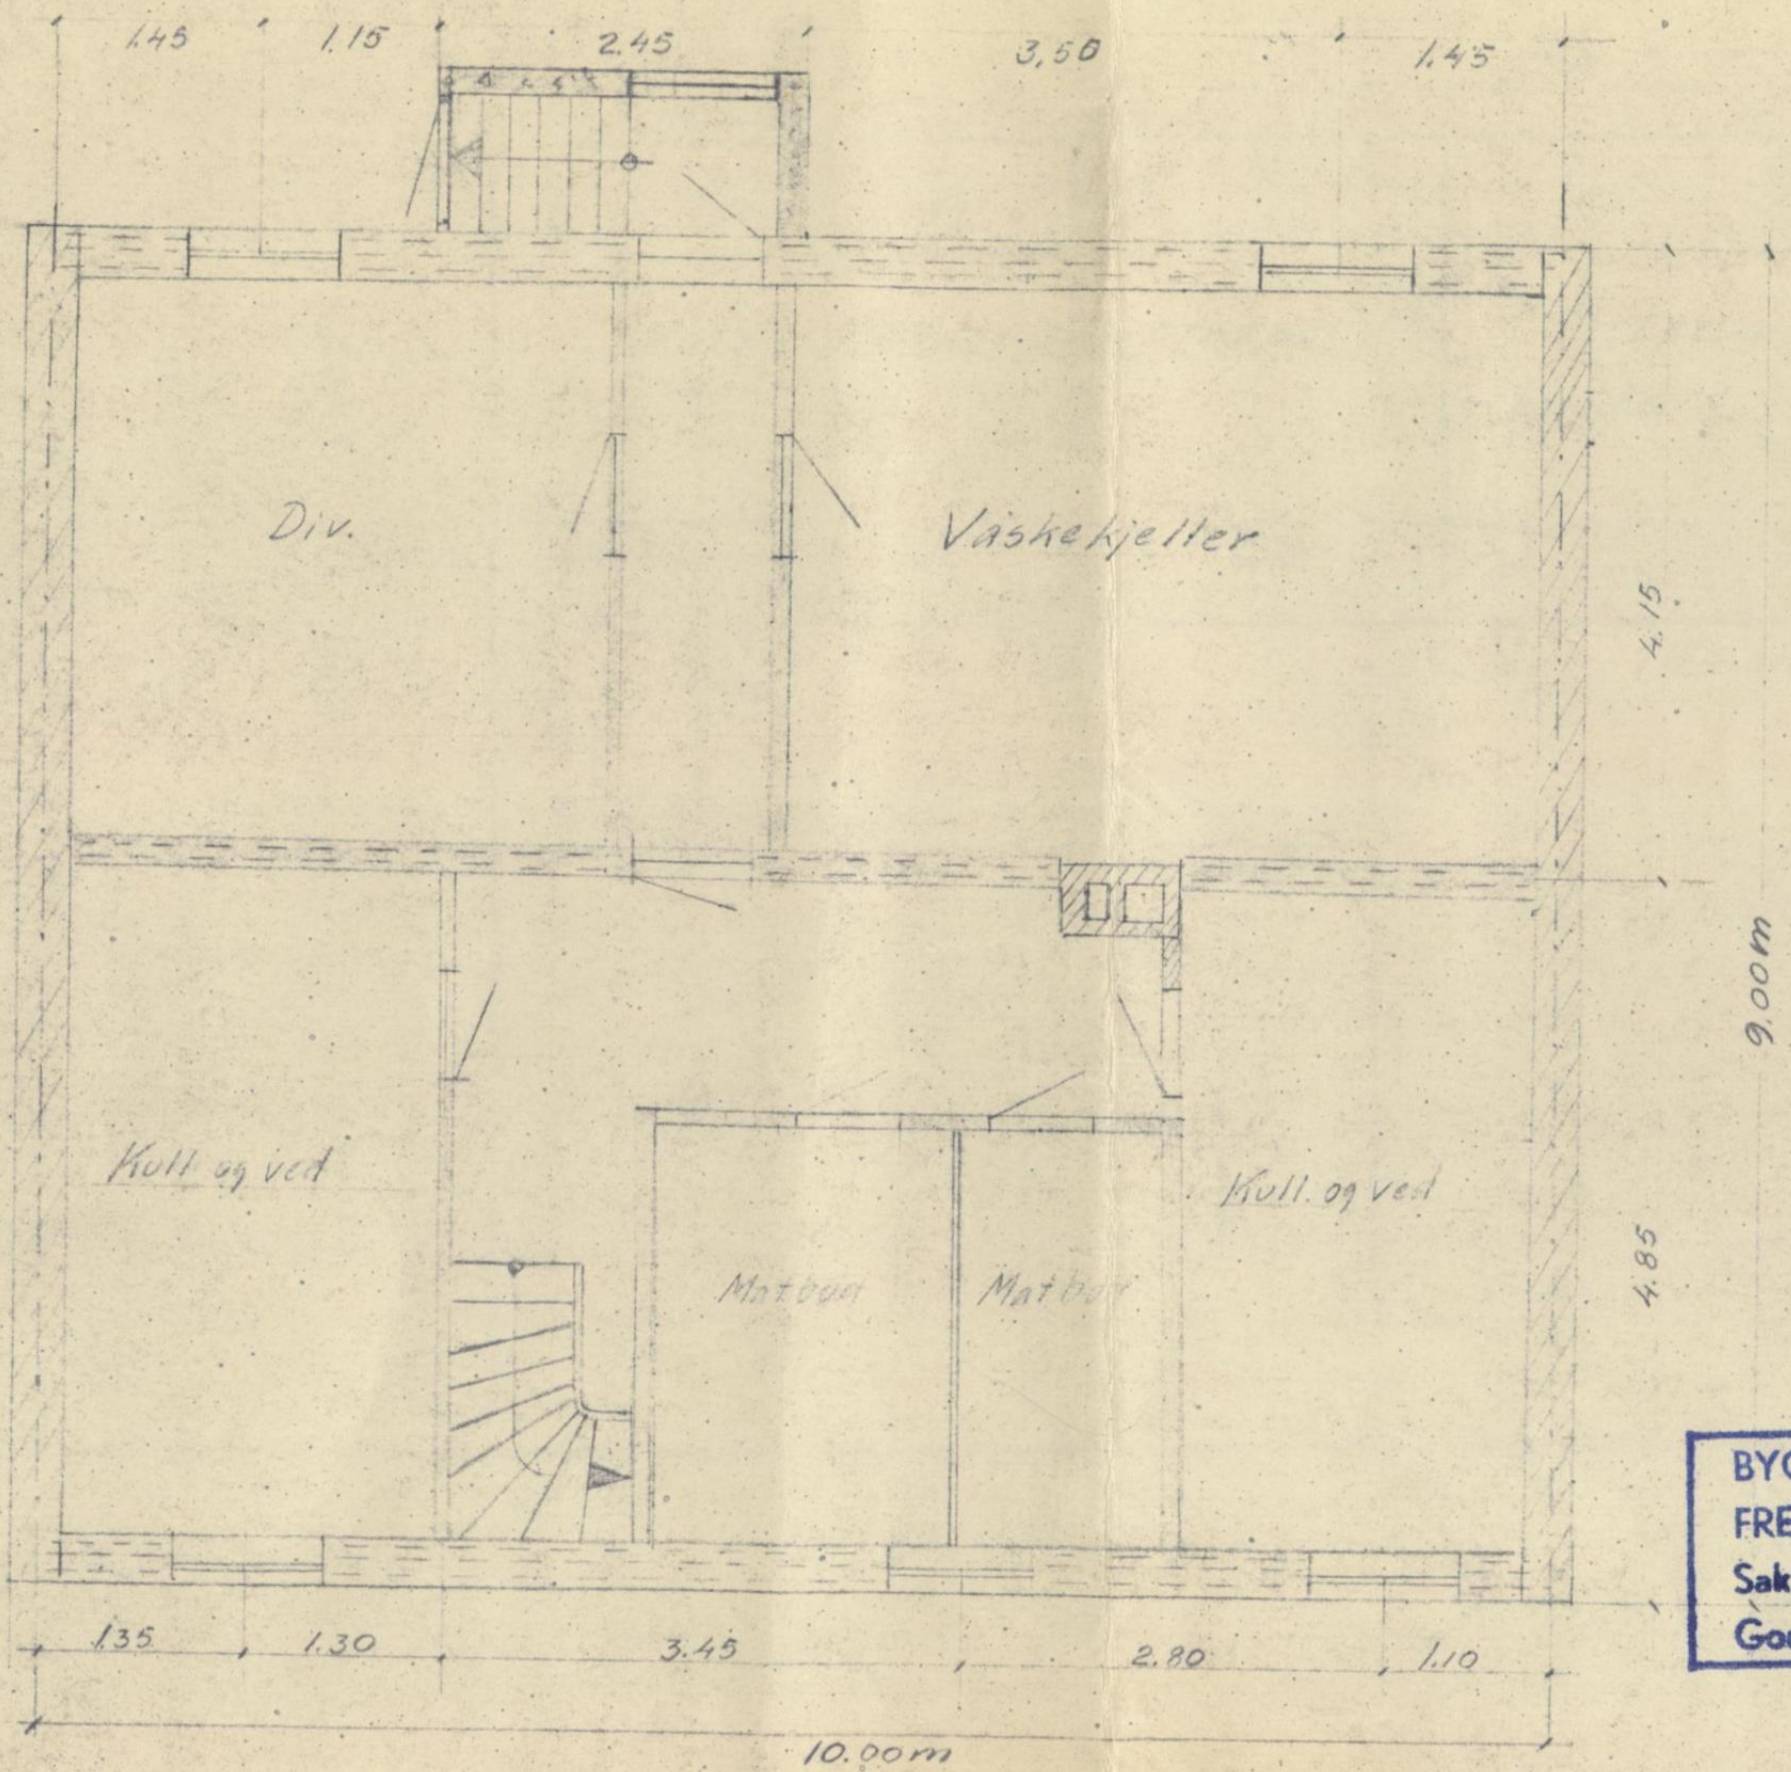 1.45 1.15 2.45 3.50 1.45
Div.
Vaskekjeller
4.15
9.00m
Kull og ved
Kull og ved
Matbod
Matbod
4.85
BYG
FRE
Sak
1.35 1.30 3.45 2.80 1.10
10.00m